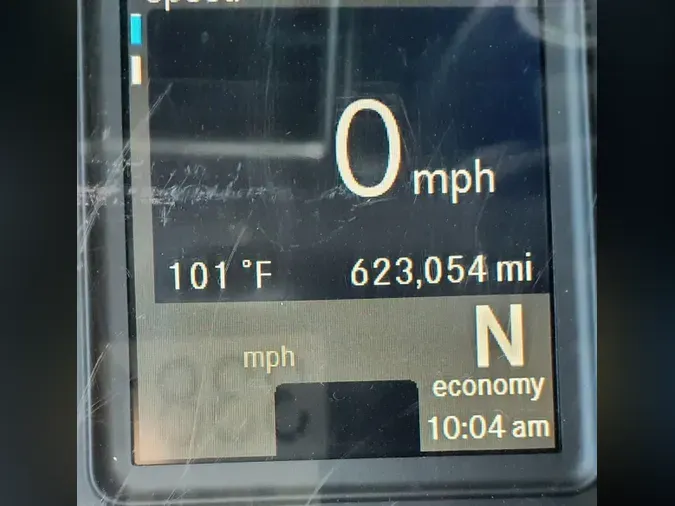 0 mph
101 °F 623,054 mi
N
mph
economy
10:04 am